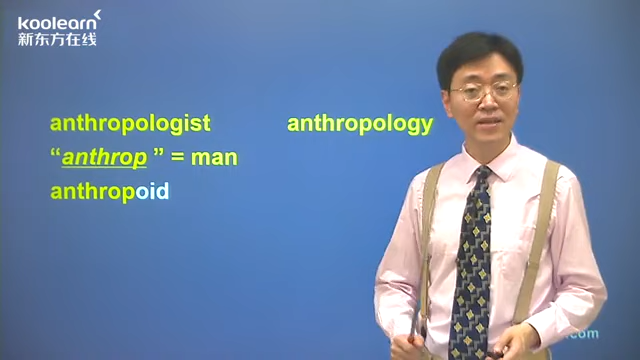 koolearn
新东方在线
anthropologist anthropology
“anthrop ” = man
anthropoid
.com